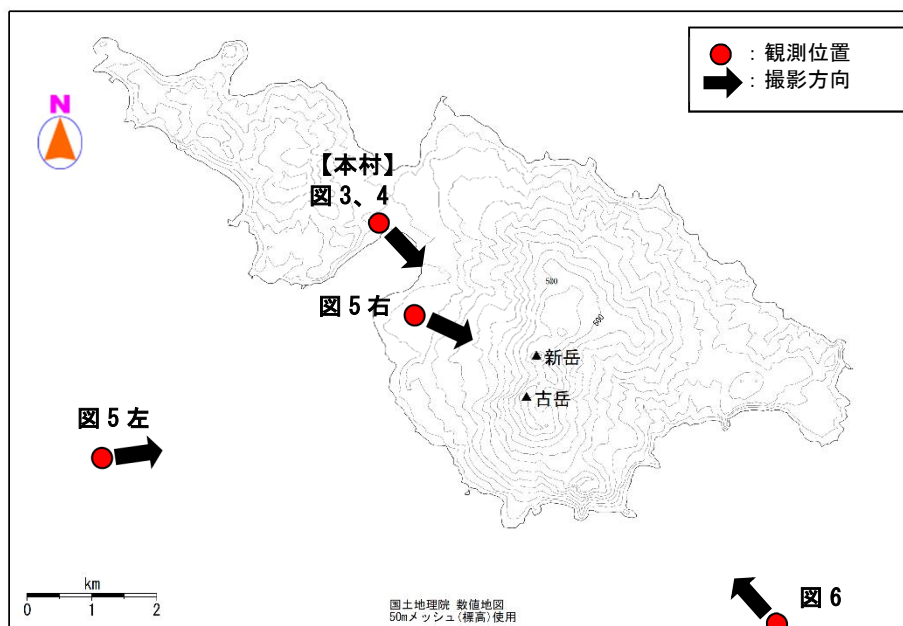 ：観測位置
：撮影方向
N
【本村】
図 3、4
500
図 5 右
500
▲新岳
▲古岳
図 5 左
km
0 1 2
図 6
国土地理院 数値地図
50mメッシュ(標高)使用